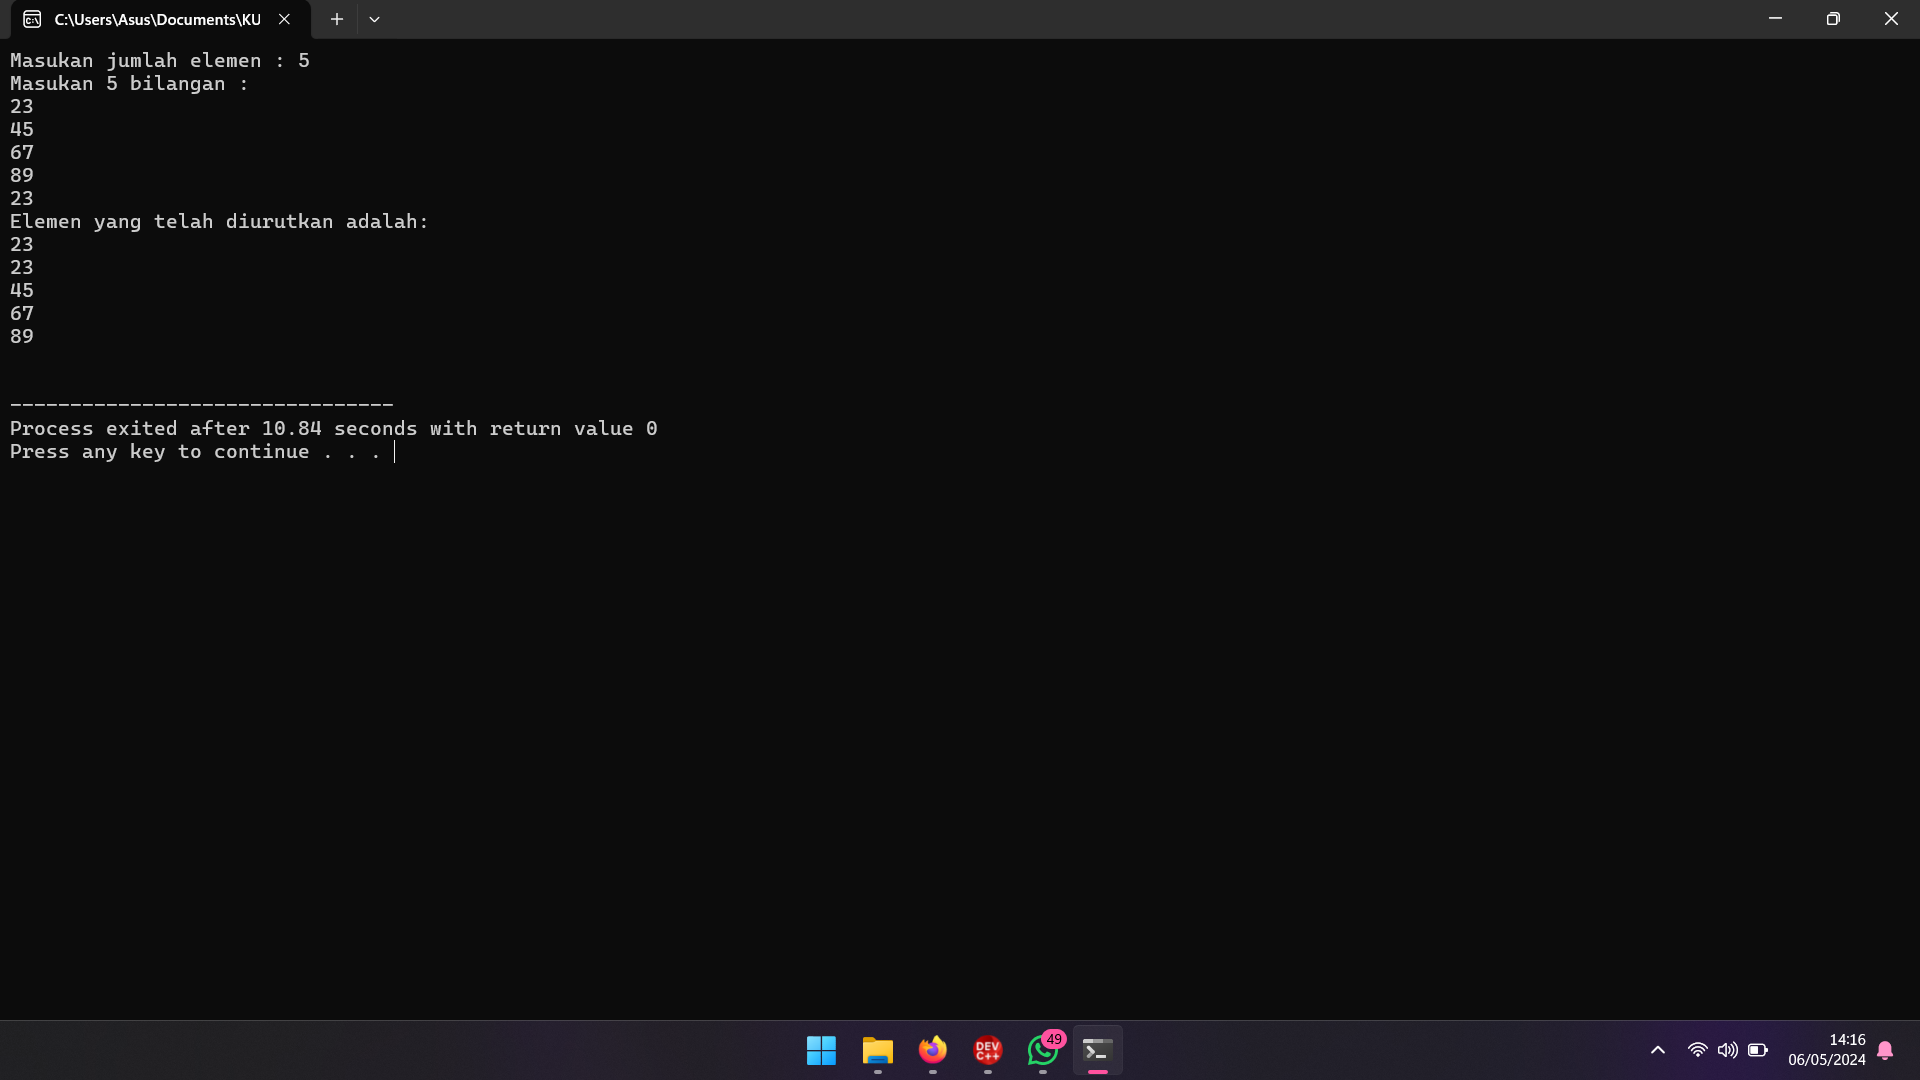 C:\Users\Asus\Documents\KU
Masukan jumlah elemen : 5
Masukan 5 bilangan :
23
45
67
89
23
Elemen yang telah diurutkan adalah:
23
23
45
67
89
--------------------------------
Process exited after 10.84 seconds with return value 0
Press any key to continue . . .
DEV
C++
49
14:16
06/05/2024